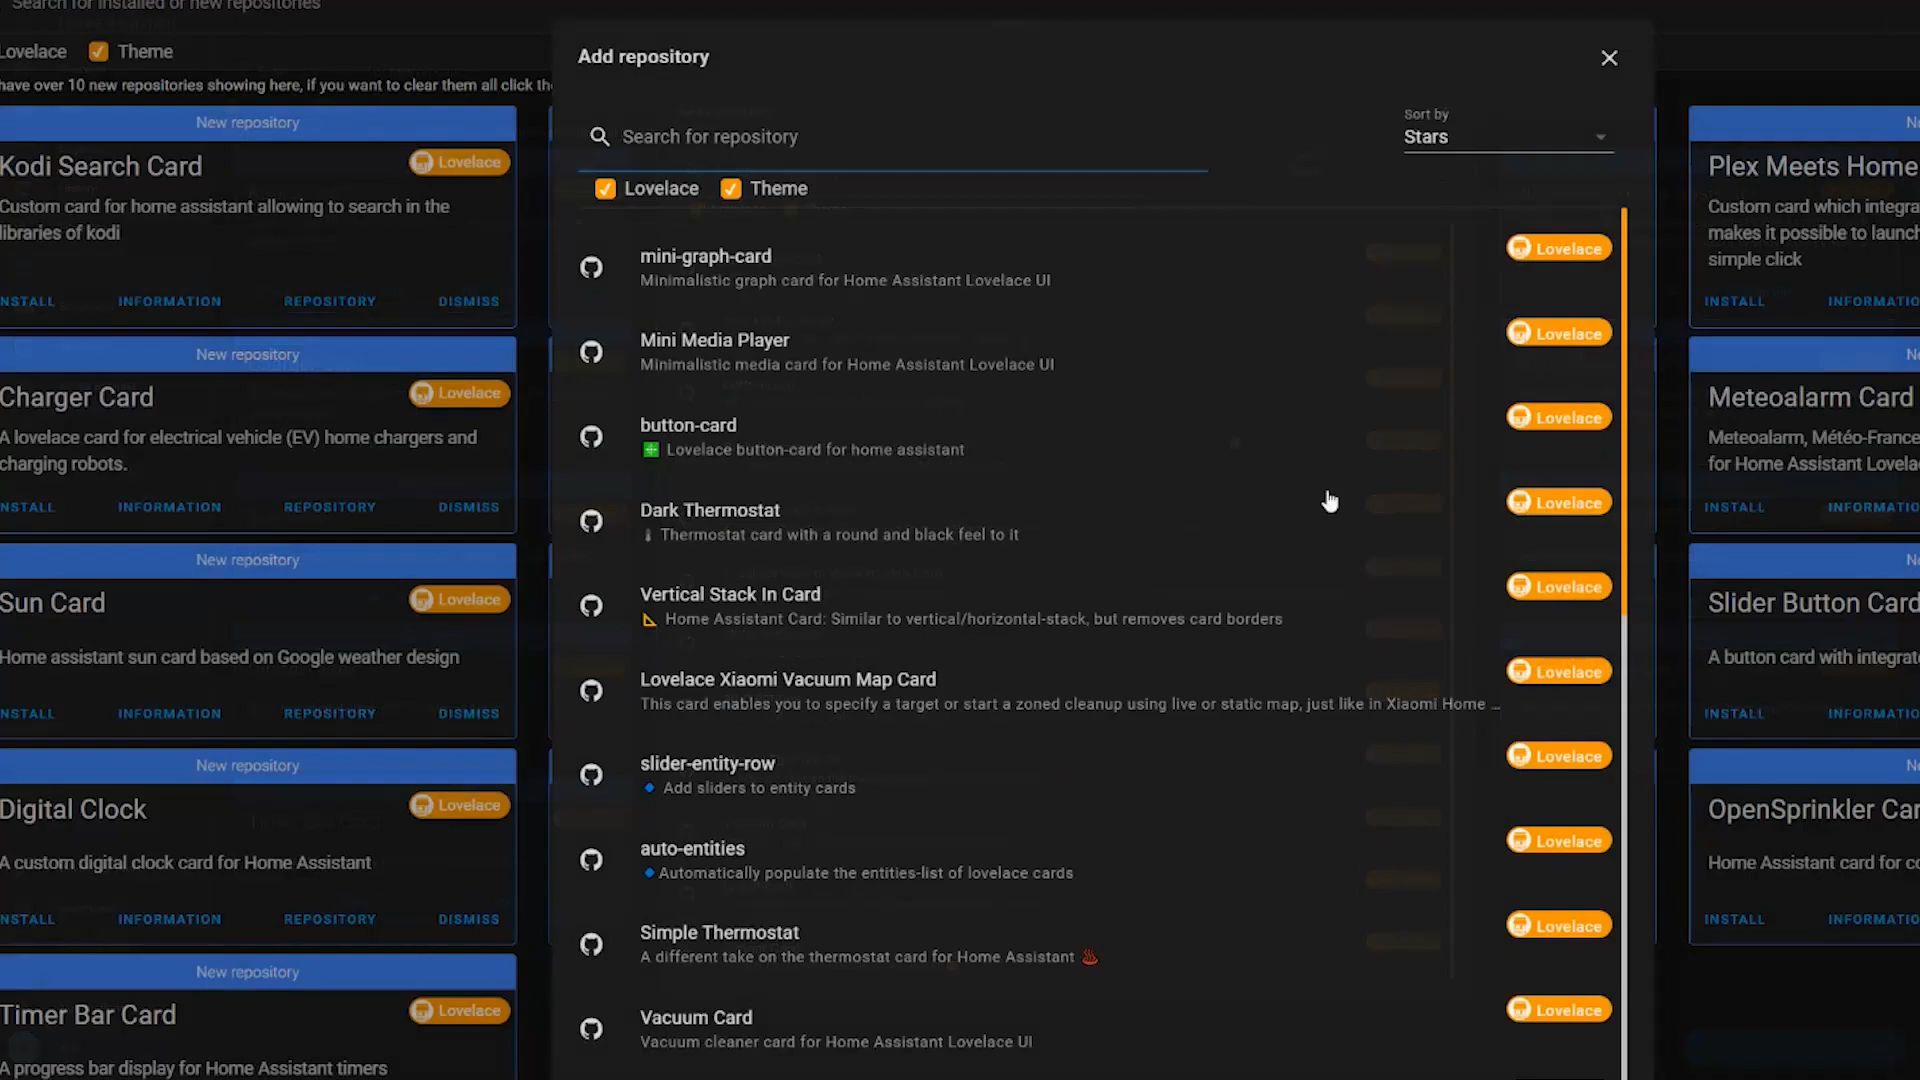 Search for installed or new repositories
Lovelace
Theme
have over 10 new repositories showing here, if you want to clear them all click th
New repository
Kodi Search Card
Lovelace
Custom card for home assistant allowing to search in the
libraries of kodi
NSTALL
INFORMATION
REPOSITORY
DISMISS
New repository
Charger Card
Lovelace
A lovelace card for electrical vehicle (EV) home chargers and
charging robots.
NSTALL
INFORMATION
REPOSITORY
DISMISS
New repository
Sun Card
Lovelace
Home assistant sun card based on Google weather design
NSTALL
INFORMATION
REPOSITORY
DISMISS
New repository
Digital Clock
Lovelace
A custom digital clock card for Home Assistant
NSTALL
INFORMATION
REPOSITORY
DISMISS
New repository
Timer Bar Card
Lovelace
A progress bar display for Home Assistant timers
Add repository
Search for repository
Sort by
Stars
Lovelace
Theme
mini-graph-card
Minimalistic graph card for Home Assistant Lovelace UI
Lovelace
Mini Media Player
Minimalistic media card for Home Assistant Lovelace UI
Lovelace
button-card
Lovelace button-card for home assistant
Lovelace
Dark Thermostat
Thermostat card with a round and black feel to it
Lovelace
Vertical Stack In Card
Home Assistant Card: Similar to vertical/horizontal-stack, but removes card borders
Lovelace
Lovelace Xiaomi Vacuum Map Card
This card enables you to specify a target or start a zoned cleanup using live or static map, just like in Xiaomi Home ...
Lovelace
slider-entity-row
Add sliders to entity cards
Lovelace
auto-entities
Automatically populate the entities-list of lovelace cards
Lovelace
Simple Thermostat
A different take on the thermostat card for Home Assistant
Lovelace
Vacuum Card
Vacuum cleaner card for Home Assistant Lovelace UI
Lovelace
N
Plex Meets Home
Custom card which integra
makes it possible to launch
simple click
INSTALL
INFORMATIO
N
Meteoalarm Card
Meteoalarm, Météo-France
for Home Assistant Lovela
INSTALL
INFORMATIO
N
Slider Button Card
A button card with integrat
INSTALL
INFORMATIO
N
OpenSprinkler Car
Home Assistant card for co
INSTALL
INFORMATIO